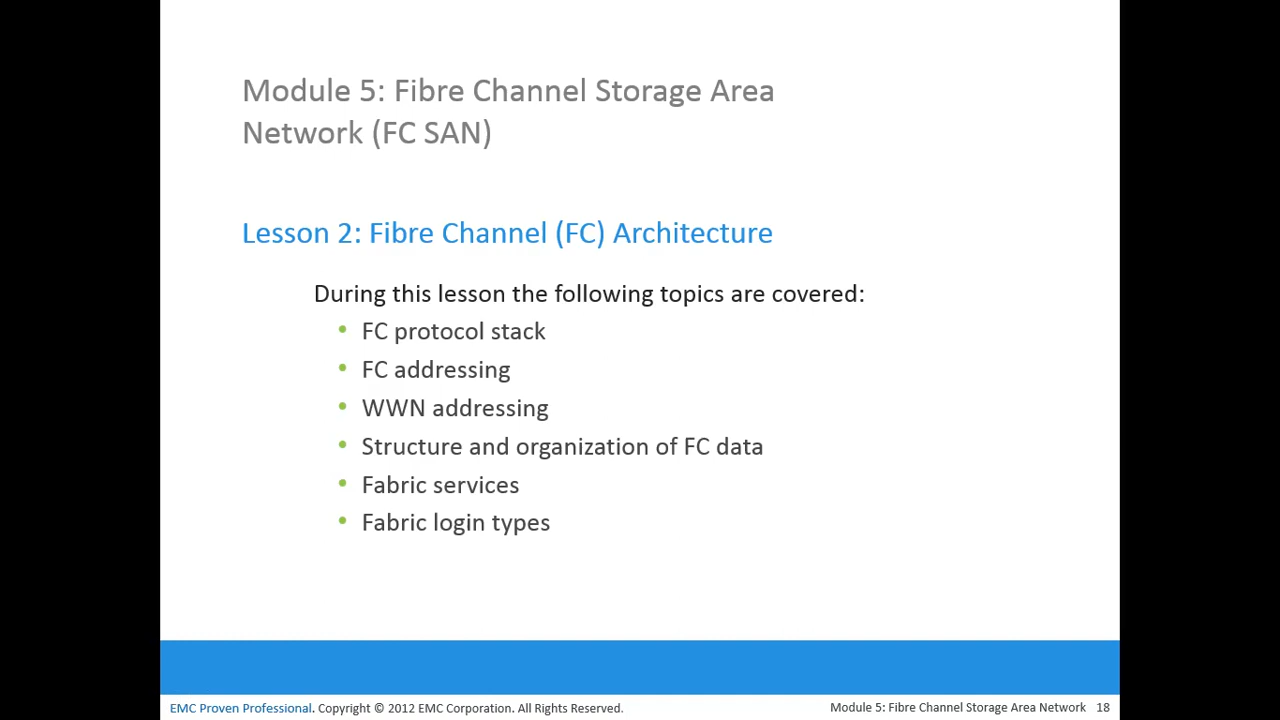 Module 5: Fibre Channel Storage Area
Network (FC SAN)
Lesson 2: Fibre Channel (FC) Architecture
During this lesson the following topics are covered:
• FC protocol stack
• FC addressing
• WWN addressing
• Structure and organization of FC data
• Fabric services
• Fabric login types
EMC Proven Professional. Copyright © 2012 EMC Corporation. All Rights Reserved.
Module 5: Fibre Channel Storage Area Network 18